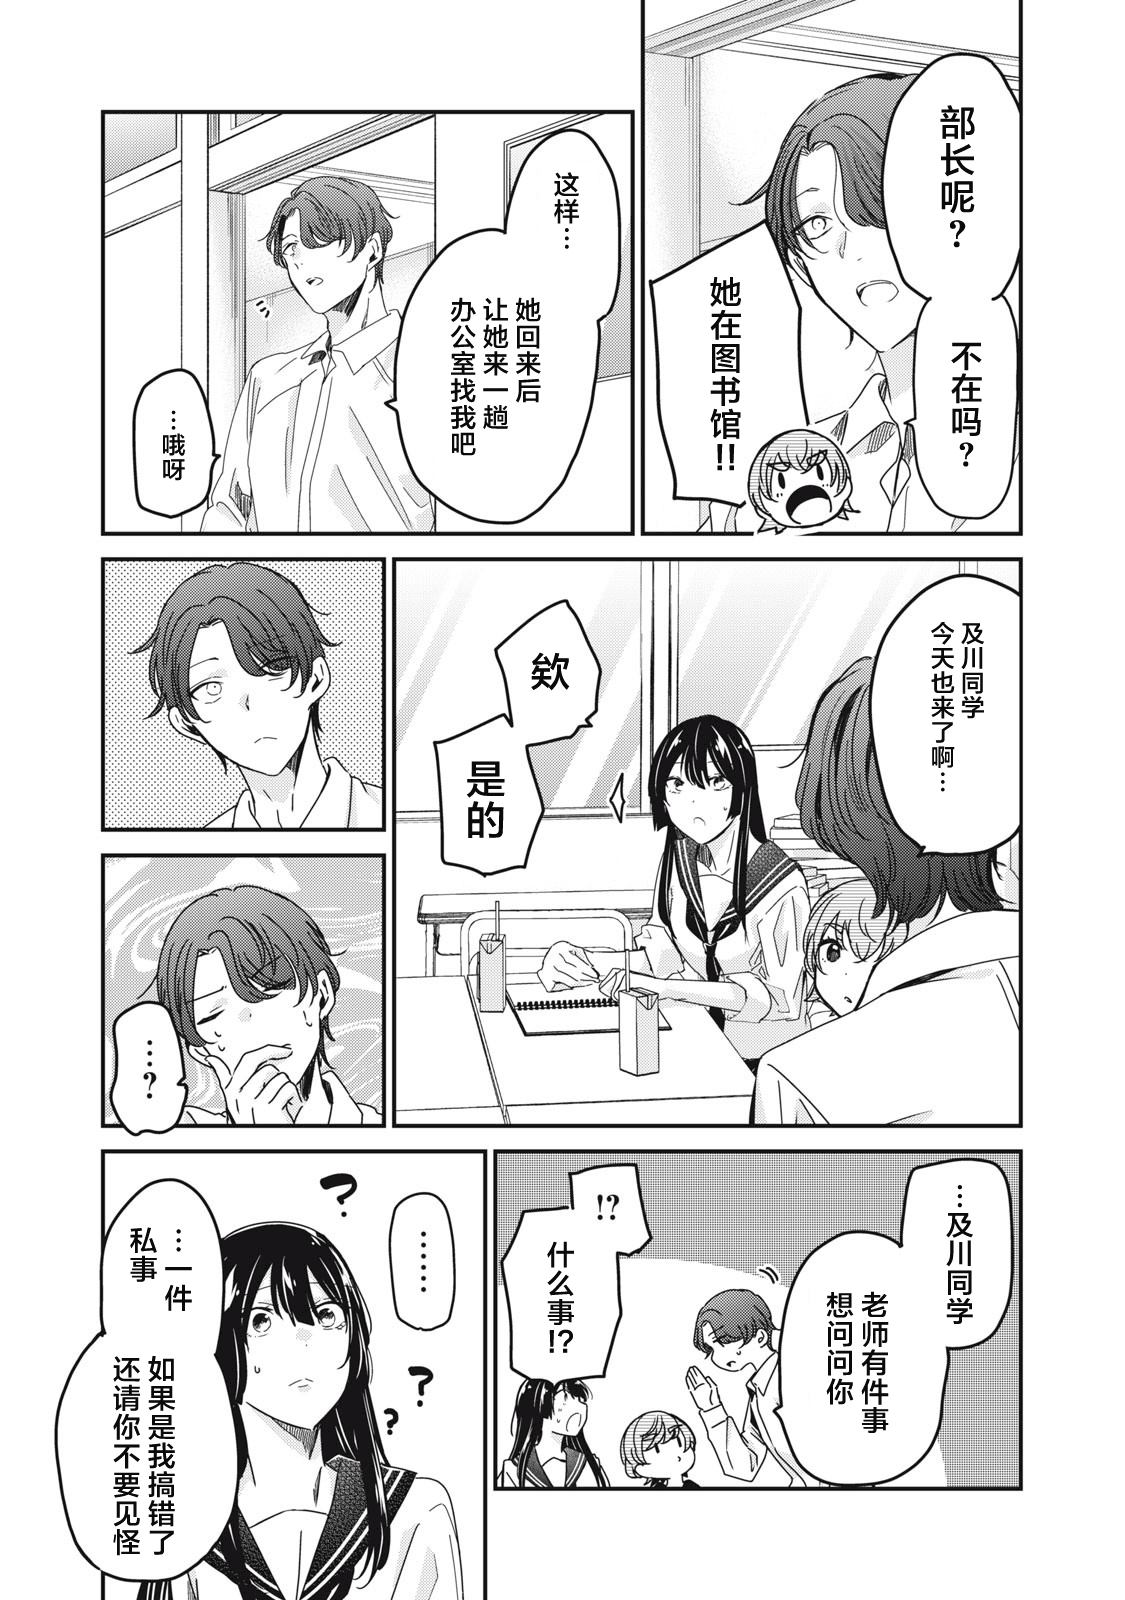 部长呢？
不在吗？
她在图书馆!!
这样…
她回来后
让她来一趟
办公室找我吧
…哦呀
及川同学
今天也来了啊…
欸
是的
……?
…及川同学
老师有件事
想问问你
!?
什么事!?
……
?
?
?
…一件
私事
如果是我搞错了
还请你不要见怪